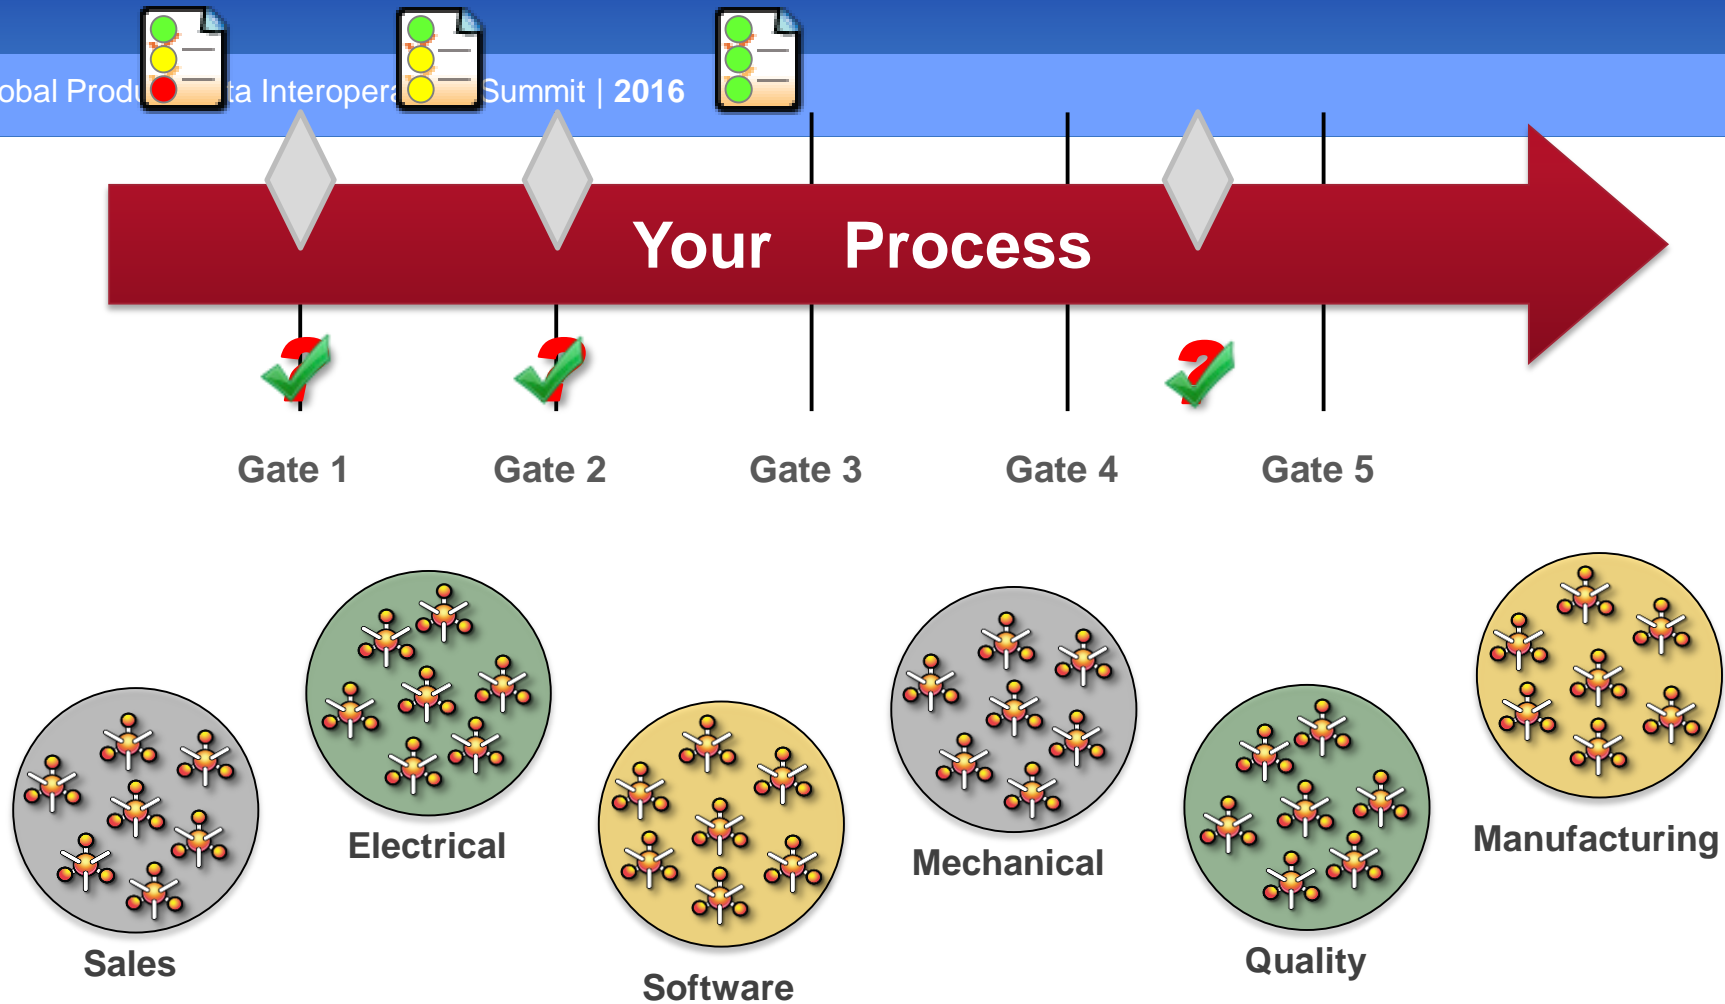 obal Produ ta Interopera Summit | 2016
Your Process
? ? ?
Gate 1 Gate 2 Gate 3 Gate 4 Gate 5
Electrical
Manufacturing
Mechanical
Sales
Quality
Software